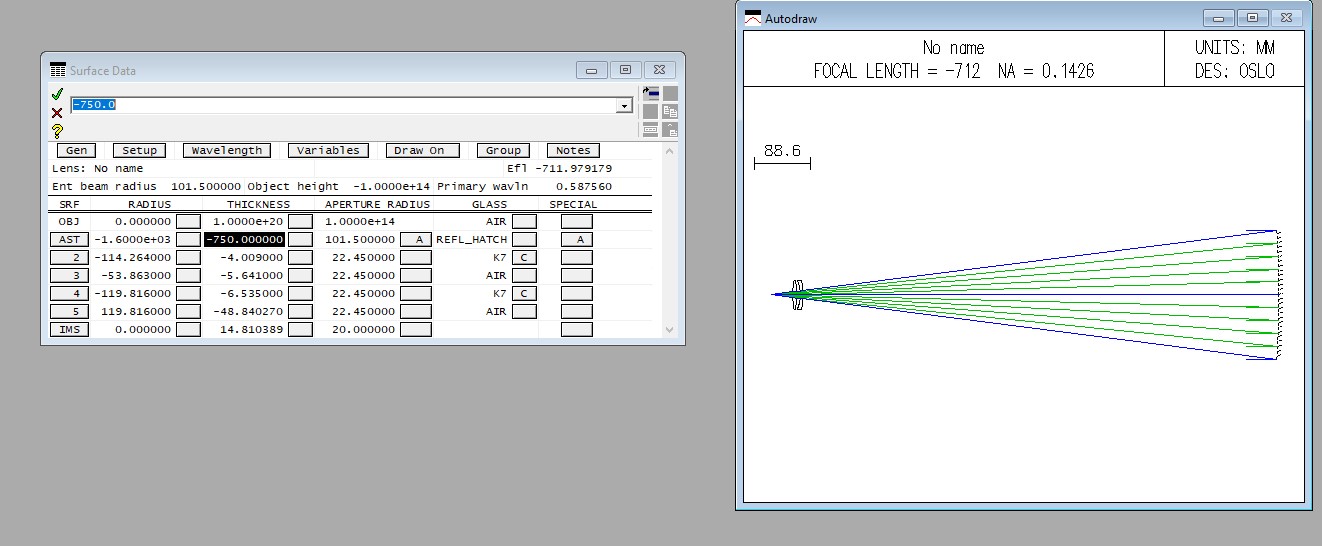 Surface Data
-750.0
Gen Setup Wavelength Variables Draw On Group Notes
Lens: No name Efl -711.979179
Ent beam radius 101.500000 Object height -1.0000e+14 Primary wavln 0.587560
SRF RADIUS THICKNESS APERTURE RADIUS GLASS SPECIAL
OBJ 0.000000 1.0000e+20 1.0000e+14 AIR
AST -1.6000e+03 -750.000000 101.500000 A REFL_HATCH A
2 -114.264000 -4.009000 22.450000 K7 C
3 -53.863000 -5.641000 22.450000 AIR
4 -119.816000 -6.535000 22.450000 K7 C
5 119.816000 -48.840270 22.450000 AIR
IMS 0.000000 14.810389 20.000000
Autodraw
No name
FOCAL LENGTH = -712 NA = 0.1426
UNITS: MM
DES: OSLO
88.6